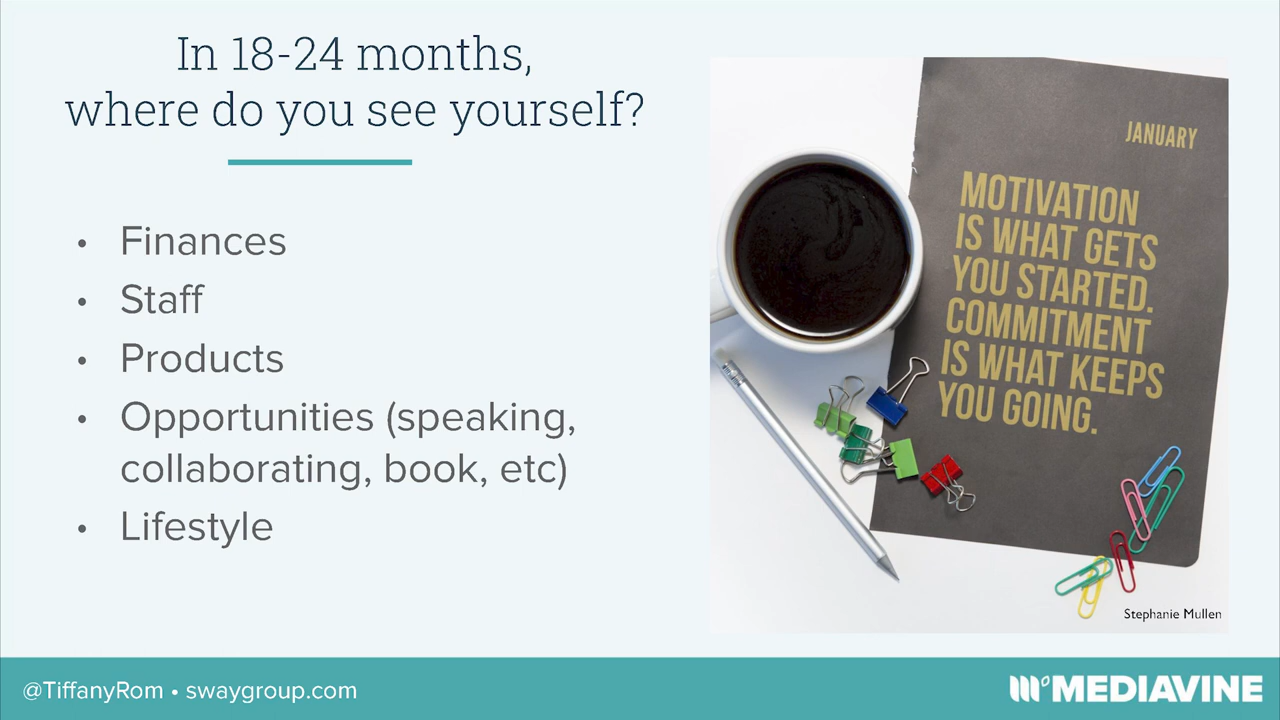 In 18-24 months,
where do you see yourself?
• Finances
• Staff
• Products
• Opportunities (speaking,
collaborating, book, etc)
• Lifestyle
JANUARY
MOTIVATION
IS WHAT GETS
YOU STARTED.
COMMITMENT
IS WHAT KEEPS
YOU GOING.
Stephanie Mullen
@TiffanyRom • swaygroup.com
MEDIAVINE